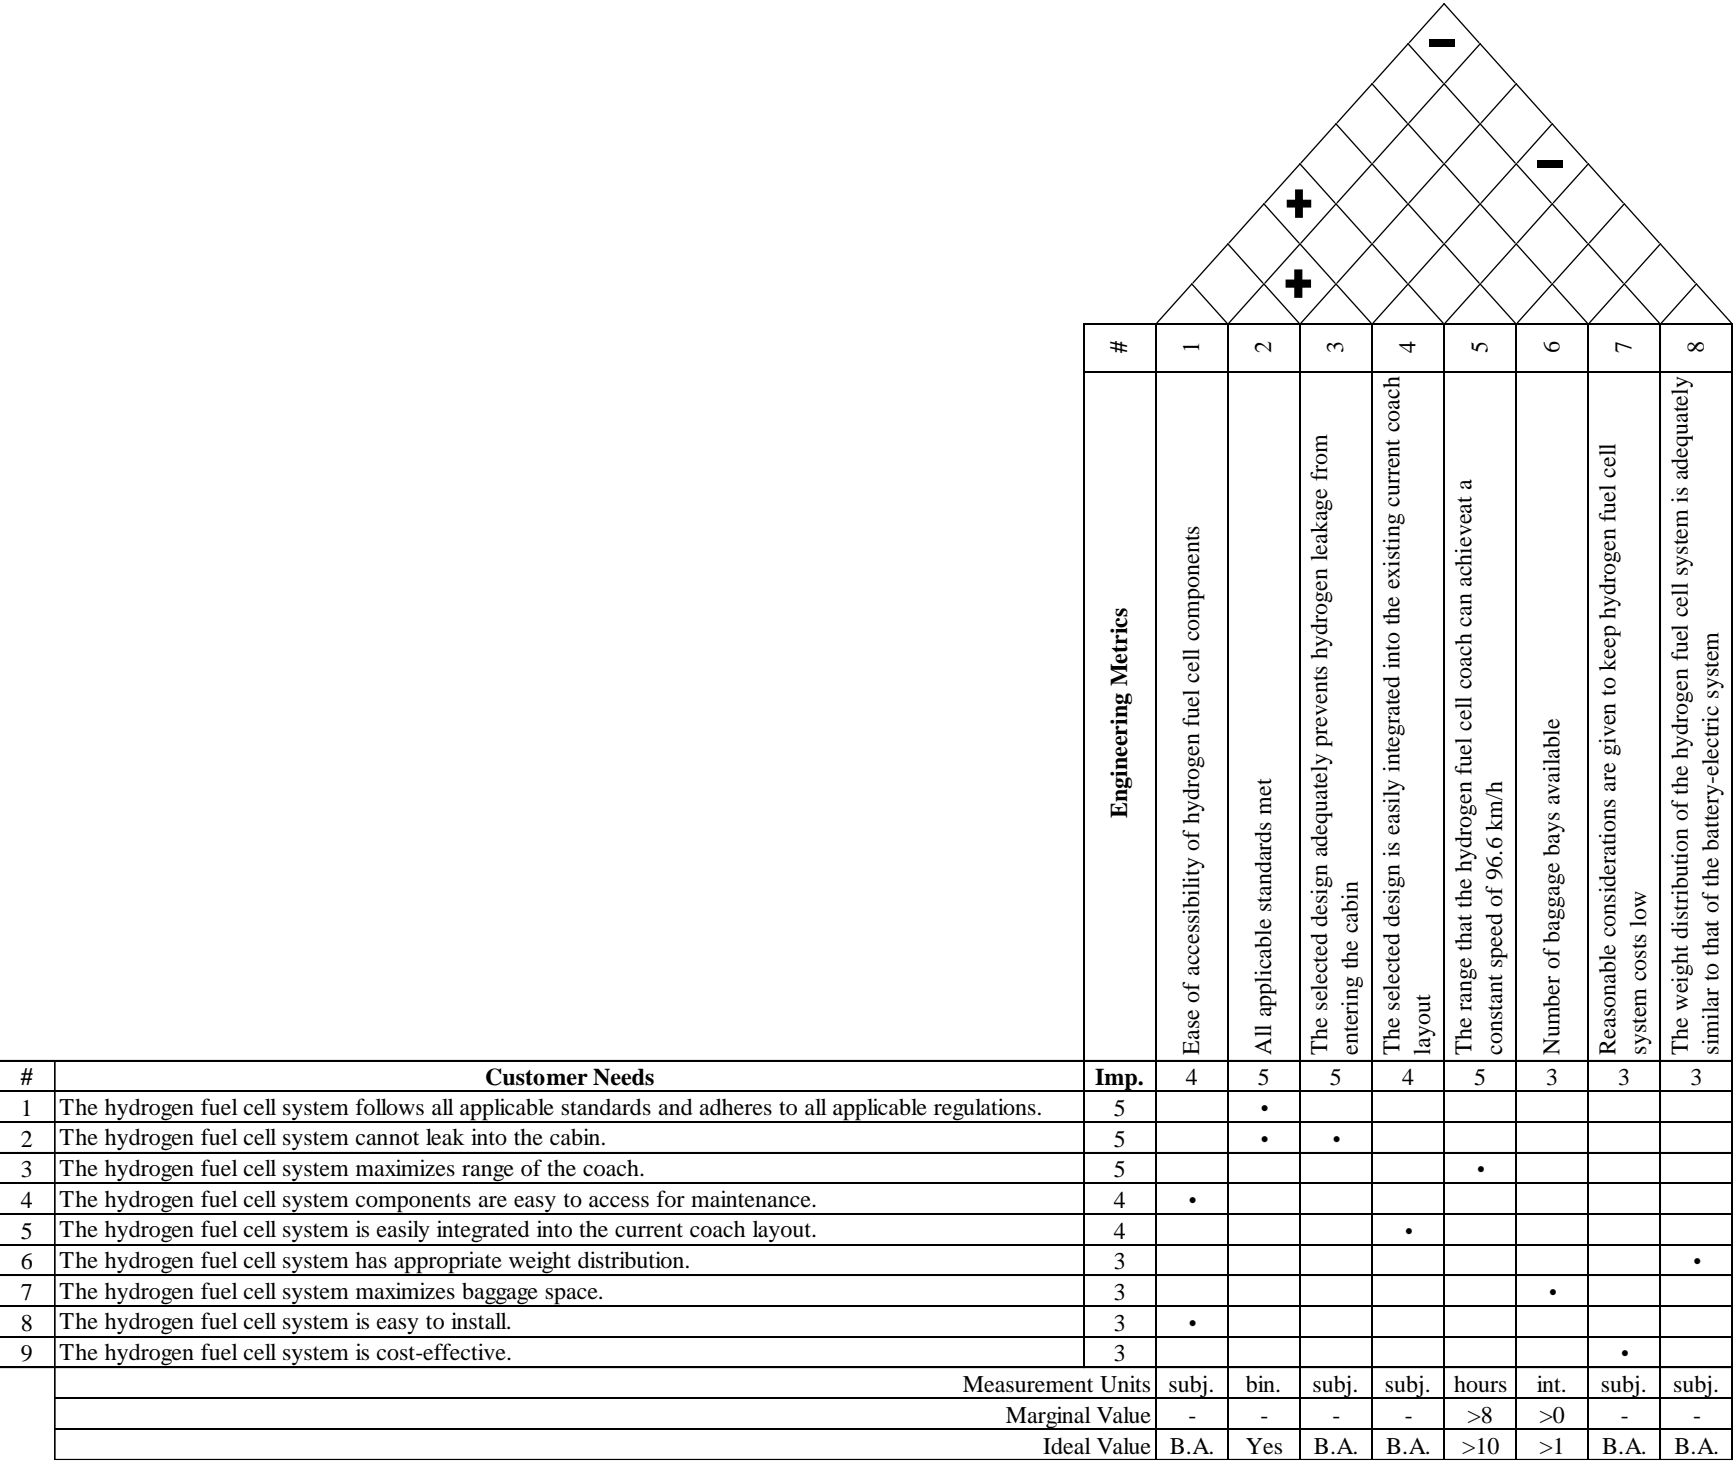 # 1 2 3 4 5 6 7 8
Engineering Metrics
Ease of accessibility of hydrogen fuel cell components
All applicable standards met
The selected design adequately prevents hydrogen leakage from
entering the cabin
The selected design is easily integrated into the existing current coach
layout
The range that the hydrogen fuel cell coach can achieveat a
constant speed of 96.6 km/h
Number of baggage bays available
Reasonable considerations are given to keep hydrogen fuel cell
system costs low
The weight distribution of the hydrogen fuel cell system is adequately
similar to that of the battery-electric system
# Customer Needs Imp. 4 5 5 4 5 3 3 3
1 The hydrogen fuel cell system follows all applicable standards and adheres to all applicable regulations. 5 •
2 The hydrogen fuel cell system cannot leak into the cabin. 5 • •
3 The hydrogen fuel cell system maximizes range of the coach. 5 •
4 The hydrogen fuel cell system components are easy to access for maintenance. 4 •
5 The hydrogen fuel cell system is easily integrated into the current coach layout. 4 •
6 The hydrogen fuel cell system has appropriate weight distribution. 3 •
7 The hydrogen fuel cell system maximizes baggage space. 3 •
8 The hydrogen fuel cell system is easy to install. 3 •
9 The hydrogen fuel cell system is cost-effective. 3 •
Measurement Units subj. bin. subj. subj. hours int. subj. subj.
Marginal Value - - - - >8 >0 - -
Ideal Value B.A. Yes B.A. B.A. >10 >1 B.A. B.A.